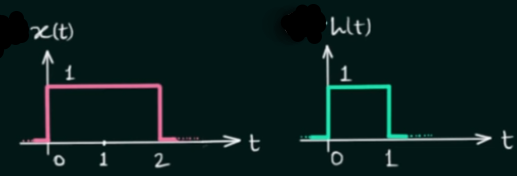 x(t)
1
0 1 2 t
h(t)
1
0 1 t